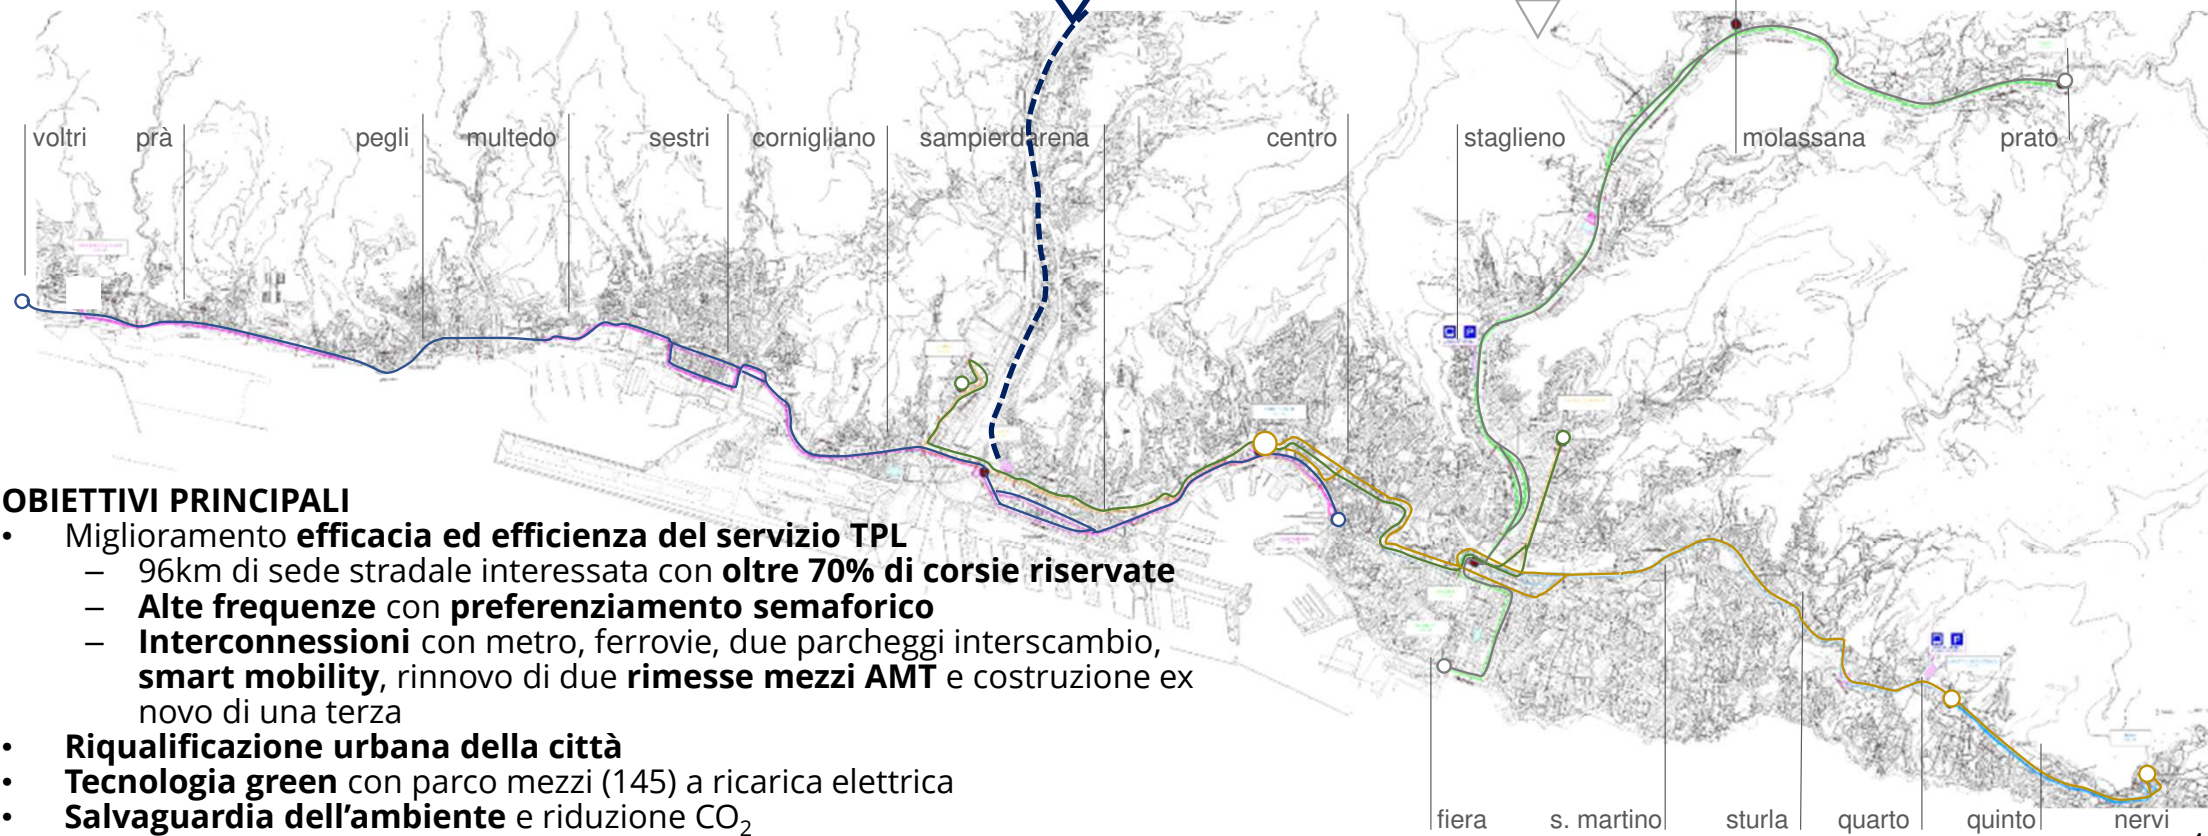 voltri
prà
pegli
multedo
sestri
cornigliano
sampierdarena
centro
staglieno
molassana
prato
OBIETTIVI PRINCIPALI
• Miglioramento efficacia ed efficienza del servizio TPL
– 96km di sede stradale interessata con oltre 70% di corsie riservate
– Alte frequenze con preferenziamento semaforico
– Interconnessioni con metro, ferrovie, due parcheggi interscambio,
smart mobility, rinnovo di due rimesse mezzi AMT e costruzione ex
novo di una terza
• Riqualificazione urbana della città
• Tecnologia green con parco mezzi (145) a ricarica elettrica
• Salvaguardia dell’ambiente e riduzione CO₂
fiera
s. martino
sturla
quarto
quinto
nervi
P
P